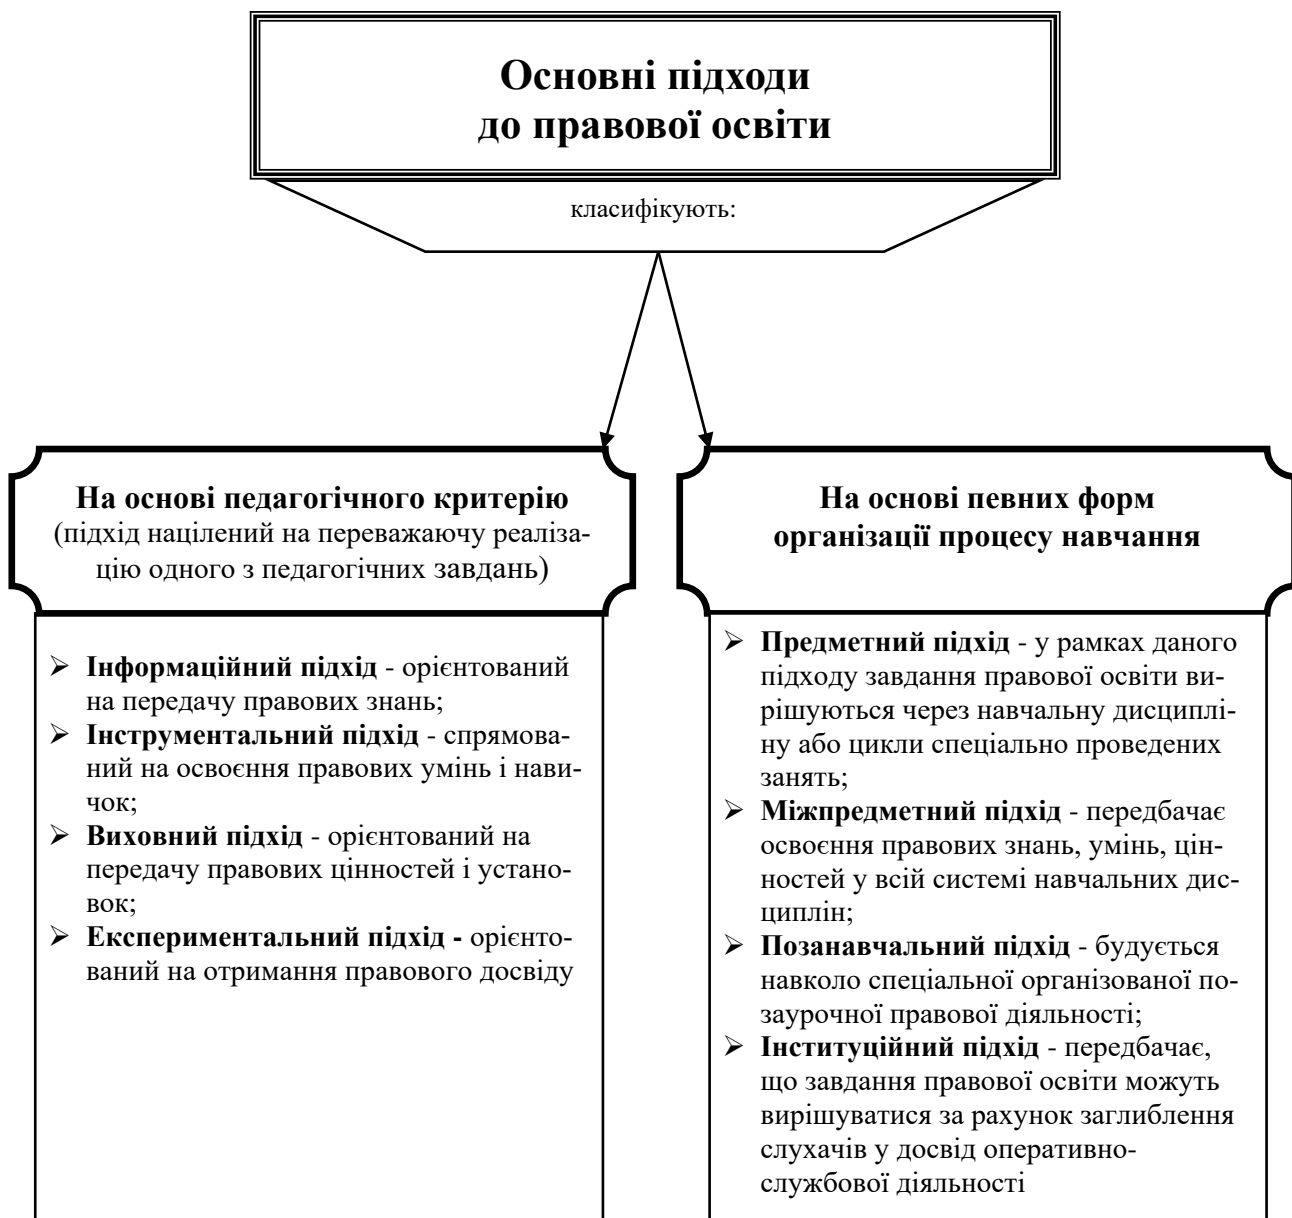 Основні підходи
до правової освіти
класифікують:
На основі педагогічного критерію
(підхід націлений на переважаючу реаліза-
цію одного з педагогічних завдань)
➢ Інформаційний підхід - орієнтований
на передачу правових знань;
➢ Інструментальний підхід - спрямова-
ний на освоєння правових умінь і нави-
чок;
➢ Виховний підхід - орієнтований на
передачу правових цінностей і устано-
вок;
➢ Експериментальний підхід - орієнто-
ваний на отримання правового досвіду
На основі певних форм
організації процесу навчання
➢ Предметний підхід - у рамках даного
підходу завдання правової освіти ви-
рішуються через навчальну дисциплі-
ну або цикли спеціально проведених
занять;
➢ Міжпредметний підхід - передбачає
освоєння правових знань, умінь, цін-
ностей у всій системі навчальних дис-
циплін;
➢ Позанавчальний підхід - будується
навколо спеціальної організованої по-
заурочної правової діяльності;
➢ Інституційний підхід - передбачає,
що завдання правової освіти можуть
вирішуватися за рахунок заглиблення
слухачів у досвід оперативно-
службової діяльності